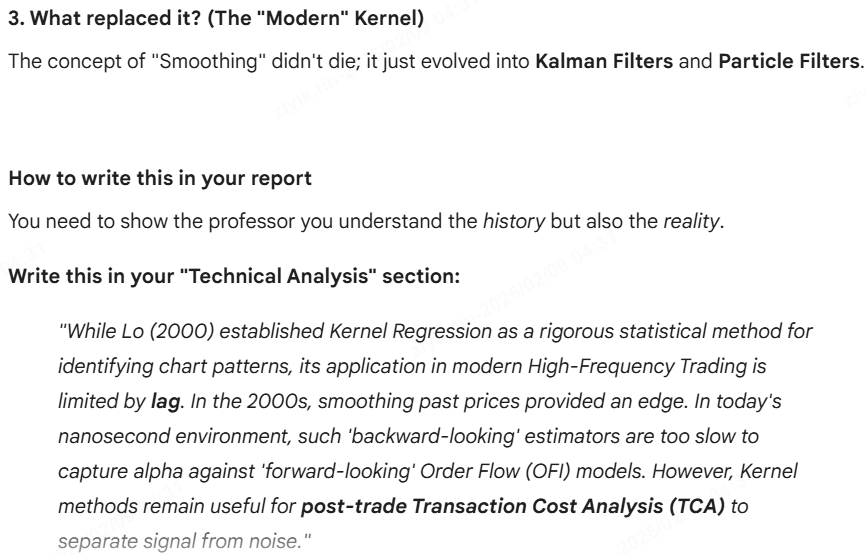 3. What replaced it? (The "Modern" Kernel)
The concept of "Smoothing" didn't die; it just evolved into Kalman Filters and Particle Filters.
How to write this in your report
You need to show the professor you understand the history but also the reality.
Write this in your "Technical Analysis" section:
"While Lo (2000) established Kernel Regression as a rigorous statistical method for
identifying chart patterns, its application in modern High-Frequency Trading is
limited by lag. In the 2000s, smoothing past prices provided an edge. In today's
nanosecond environment, such 'backward-looking' estimators are too slow to
capture alpha against 'forward-looking' Order Flow (OFI) models. However, Kernel
methods remain useful for post-trade Transaction Cost Analysis (TCA) to
separate signal from noise."